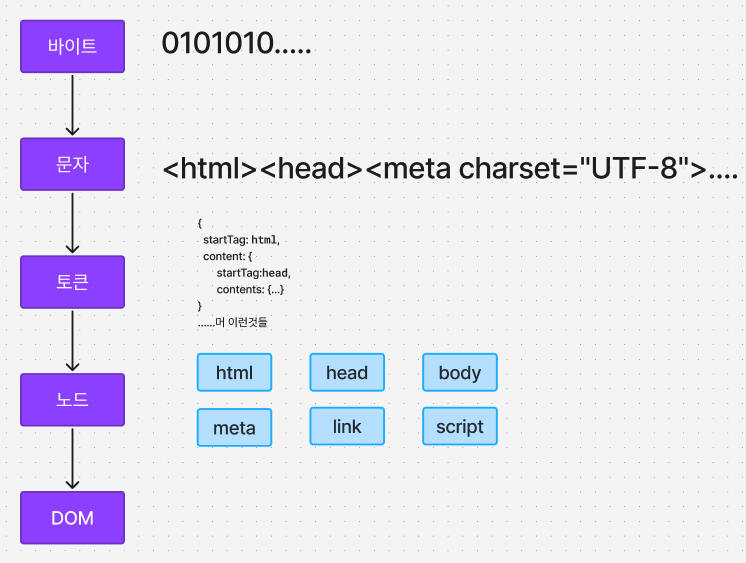 바이트
0101010.....
문자
<html><head><meta charset="UTF-8">....
{
startTag: html,
content: {
startTag:head,
contents: {...}
}
......머 이런것들
토큰
노드
html
head
body
meta
link
script
DOM